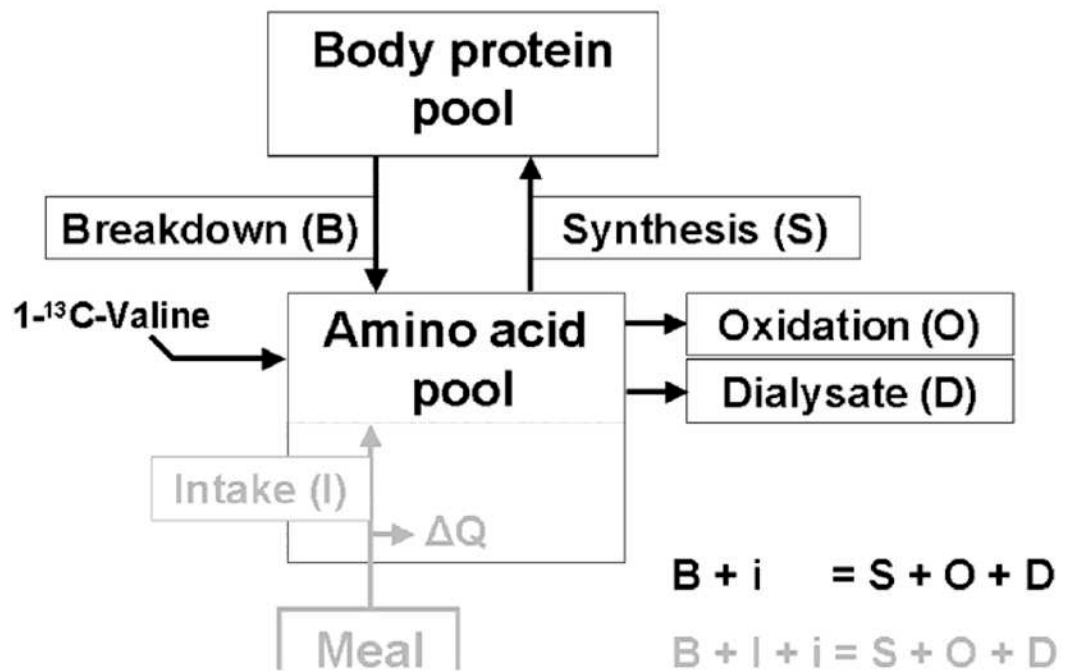 Body protein
pool
Breakdown (B)
Synthesis (S)
1-¹³C-Valine
Amino acid
pool
Oxidation (O)
Dialysate (D)
Intake (I)
ΔQ
B + i = S + O + D
Meal
B + I + i = S + O + D